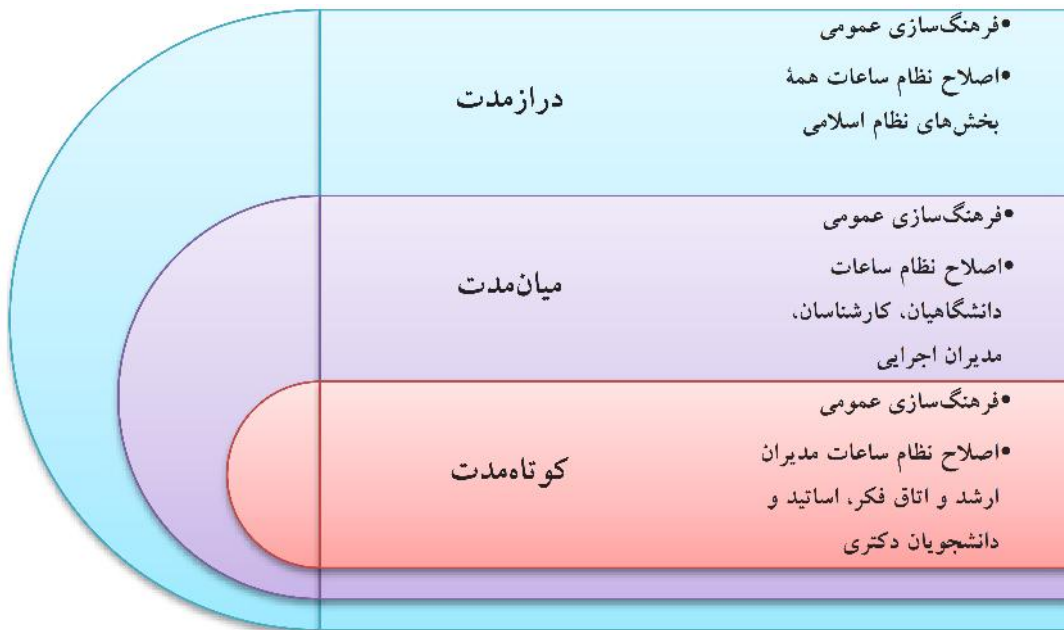 درازمدت
•فرهنگ‌سازی عمومی
•اصلاح نظام ساعات همهٔ
بخش‌های نظام اسلامی
میان‌مدت
•فرهنگ‌سازی عمومی
•اصلاح نظام ساعات
دانشگاهیان، کارشناسان،
مدیران اجرایی
کوتاه‌مدت
•فرهنگ‌سازی عمومی
•اصلاح نظام ساعات مدیران
ارشد و اتاق فکر، اساتید و
دانشجویان دکتری